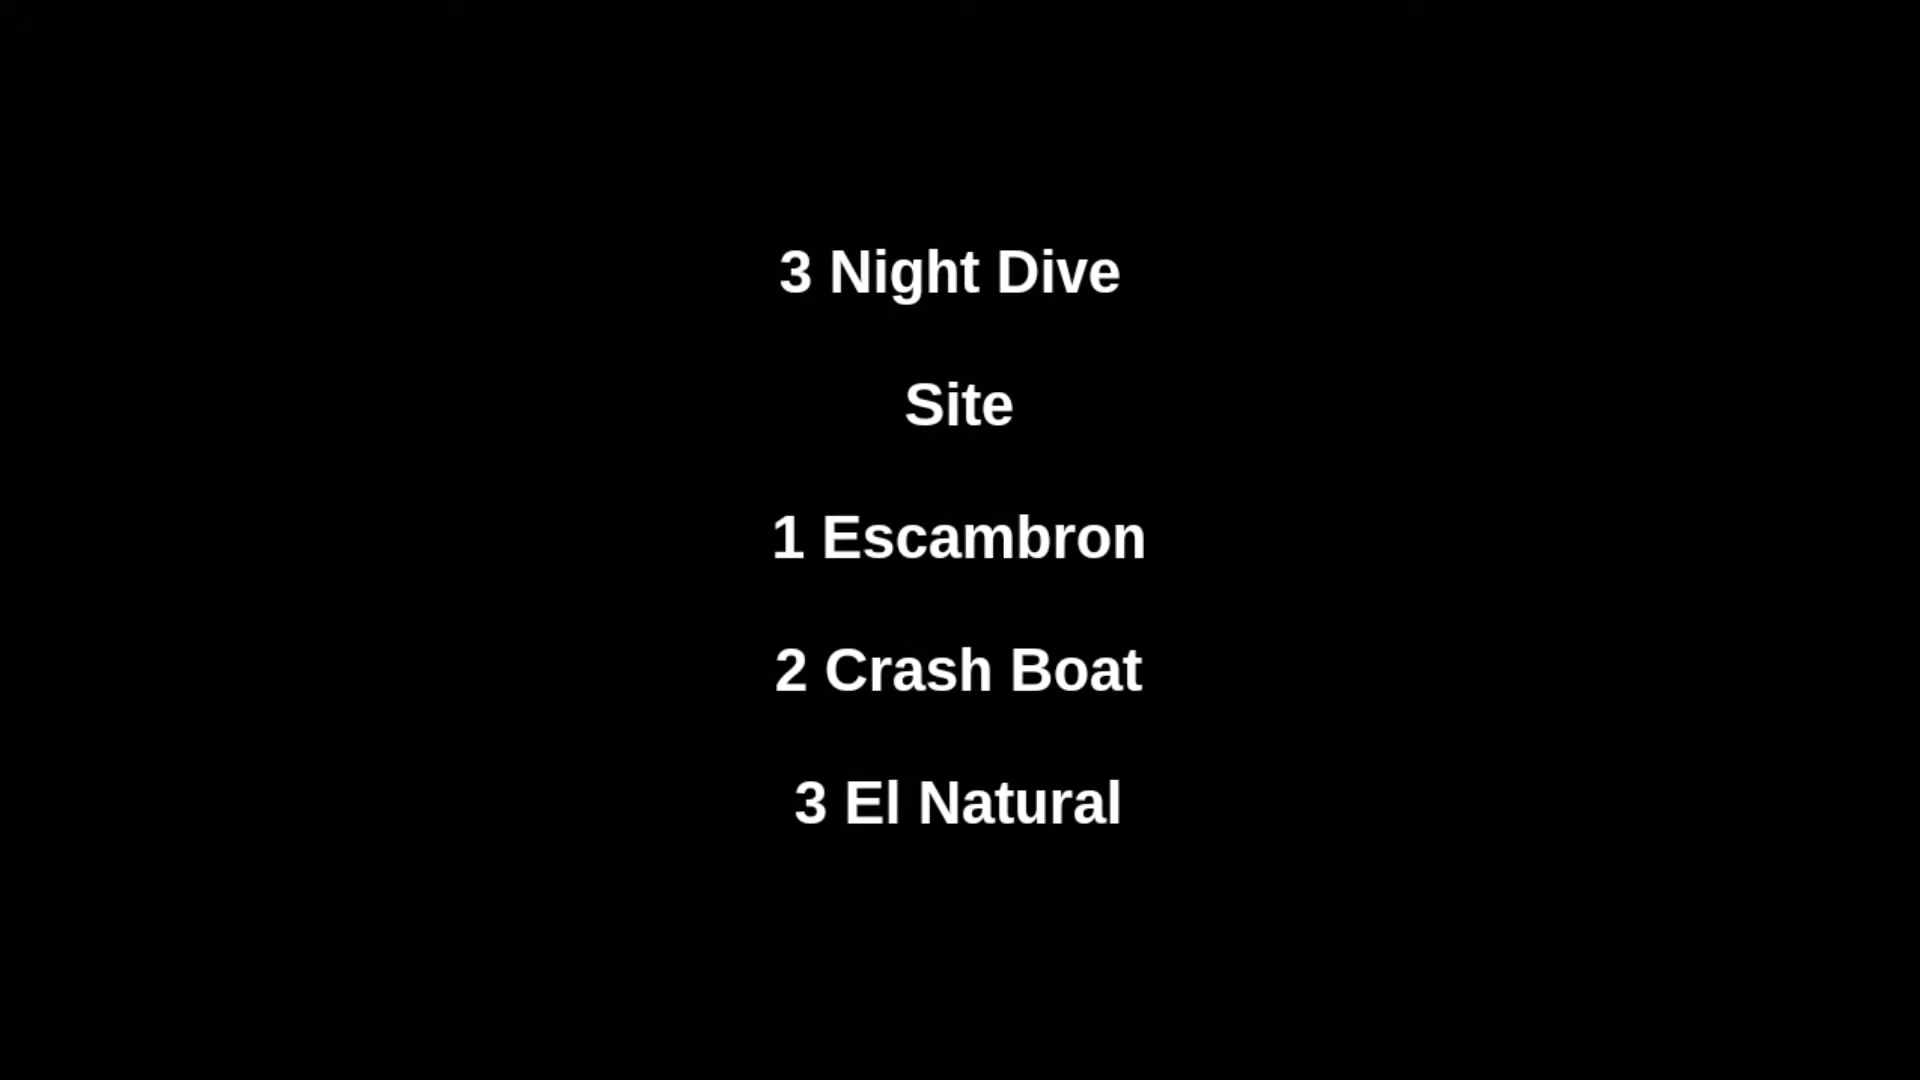 3 Night Dive
Site
1 Escambron
2 Crash Boat
3 El Natural